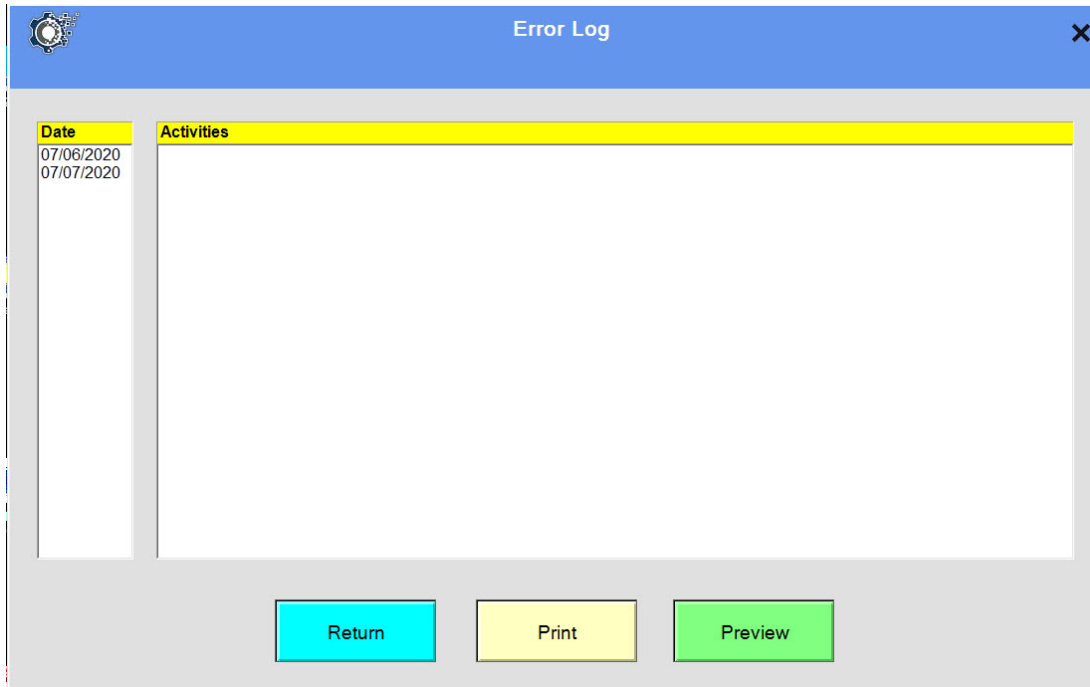 Error Log
Date
Activities
07/06/2020
07/07/2020
Return
Print
Preview